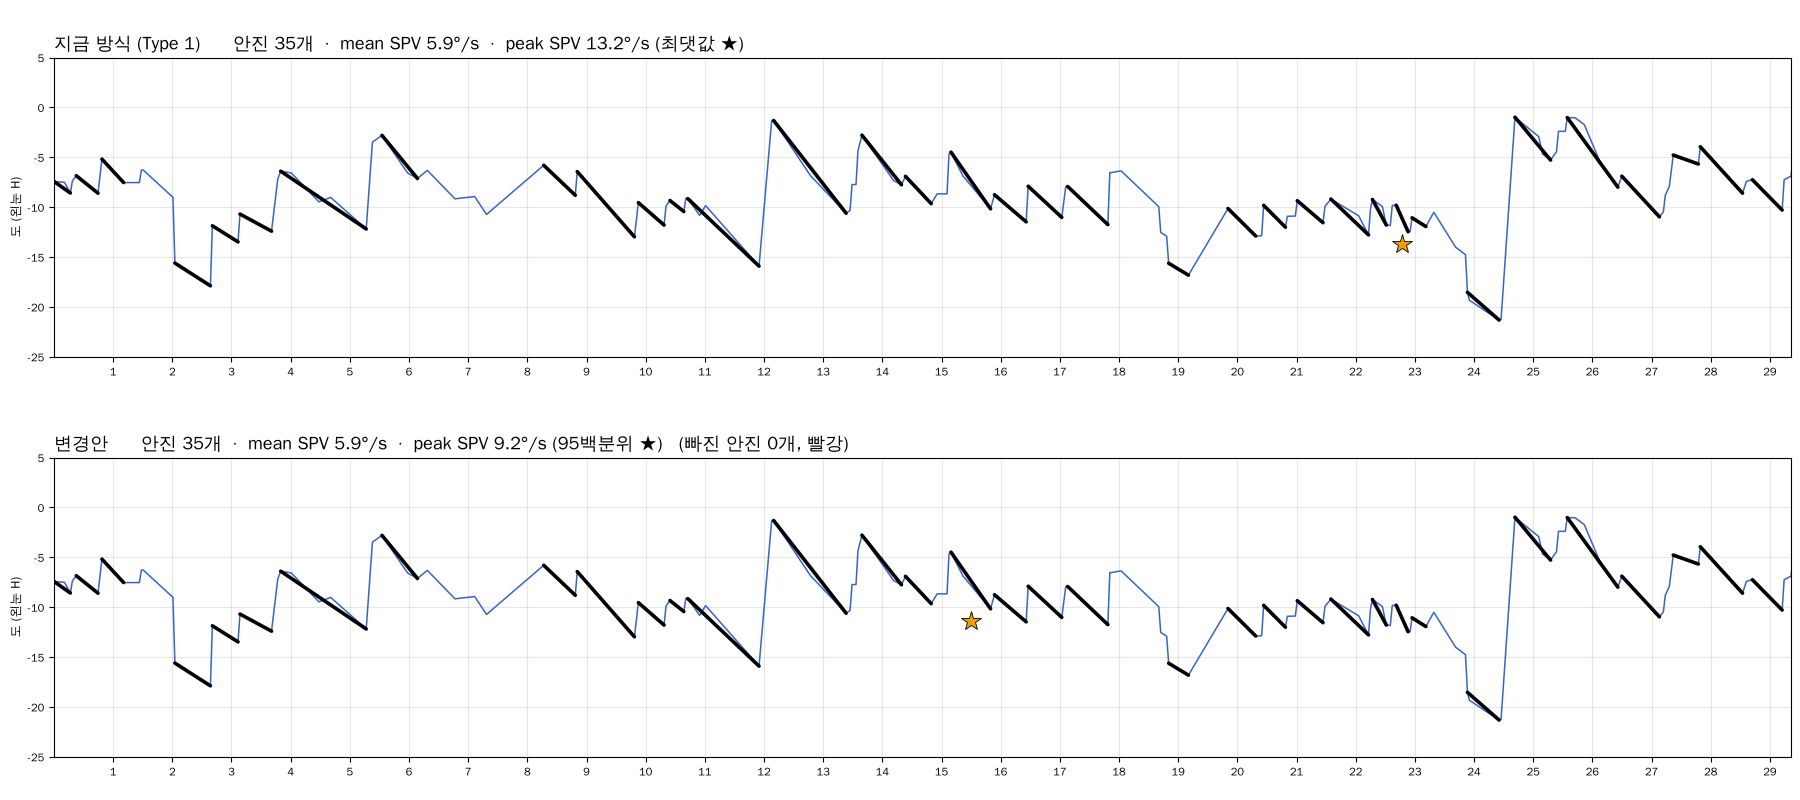 지금 방식 (Type 1)      안진 35개  ·  mean SPV 5.9°/s  ·  peak SPV 13.2°/s (최댓값 ★)
5
0
-5
-10
-15
-20
-25
도 (왼눈 H)
1 2 3 4 5 6 7 8 9 10 11 12 13 14 15 16 17 18 19 20 21 22 23 24 25 26 27 28 29
변경안      안진 35개  ·  mean SPV 5.9°/s  ·  peak SPV 9.2°/s (95백분위 ★)   (빠진 안진 0개, 빨강)
5
0
-5
-10
-15
-20
-25
도 (왼눈 H)
1 2 3 4 5 6 7 8 9 10 11 12 13 14 15 16 17 18 19 20 21 22 23 24 25 26 27 28 29